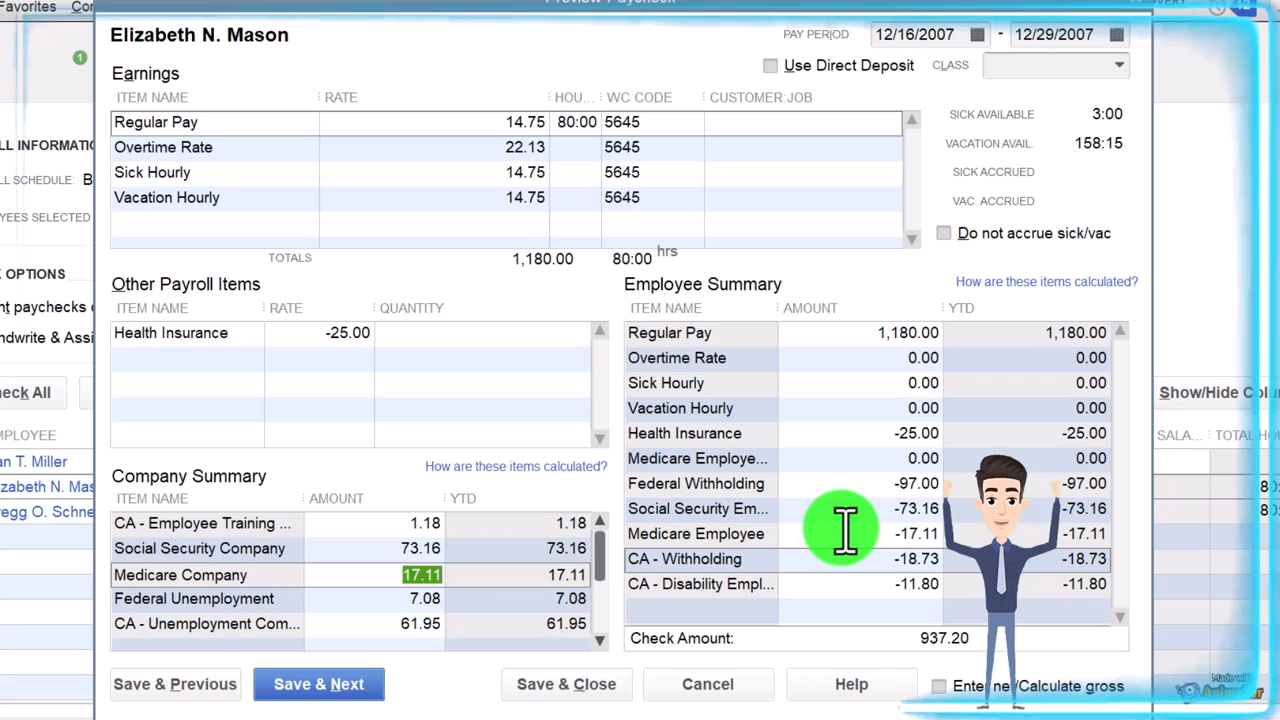 Favorites
Preview Paycheck
1
LL INFORMATIO
LL SCHEDULE: B
YEES SELECTED
K OPTIONS
nt paychecks o
ndwrite & Assi
eck All
MPLOYEE
an T. Miller
zabeth N. Mas
egg O. Schne
Elizabeth N. Mason
PAY PERIOD 12/16/2007 - 12/29/2007
Use Direct Deposit CLASS
Earnings
ITEM NAME RATE HOU... WC CODE CUSTOMER:JOB
Regular Pay 14.75 80:00 5645
Overtime Rate 22.13 5645
Sick Hourly 14.75 5645
Vacation Hourly 14.75 5645
TOTALS 1,180.00 80:00 hrs
SICK AVAILABLE 3:00
VACATION AVAIL. 158:15
SICK ACCRUED
VAC. ACCRUED
Do not accrue sick/vac
Other Payroll Items
ITEM NAME RATE QUANTITY
Health Insurance -25.00
Employee Summary How are these items calculated?
ITEM NAME AMOUNT YTD
Regular Pay 1,180.00 1,180.00
Overtime Rate 0.00 0.00
Sick Hourly 0.00 0.00
Vacation Hourly 0.00 0.00
Health Insurance -25.00 -25.00
Medicare Employe... 0.00 0.00
Federal Withholding -97.00 -97.00
Social Security Em... -73.16 -73.16
Medicare Employee -17.11 -17.11
CA - Withholding -18.73 -18.73
CA - Disability Empl... -11.80 -11.80
Check Amount: 937.20
How are these items calculated?
Company Summary
ITEM NAME AMOUNT YTD
CA - Employee Training ... 1.18 1.18
Social Security Company 73.16 73.16
Medicare Company 17.11 17.11
Federal Unemployment 7.08 7.08
CA - Unemployment Com... 61.95 61.95
Save & Previous Save & Next Save & Close Cancel Help Enter ne /Calculate gross
Show/Hide Colu
SALA... TOTAL HO
Made with